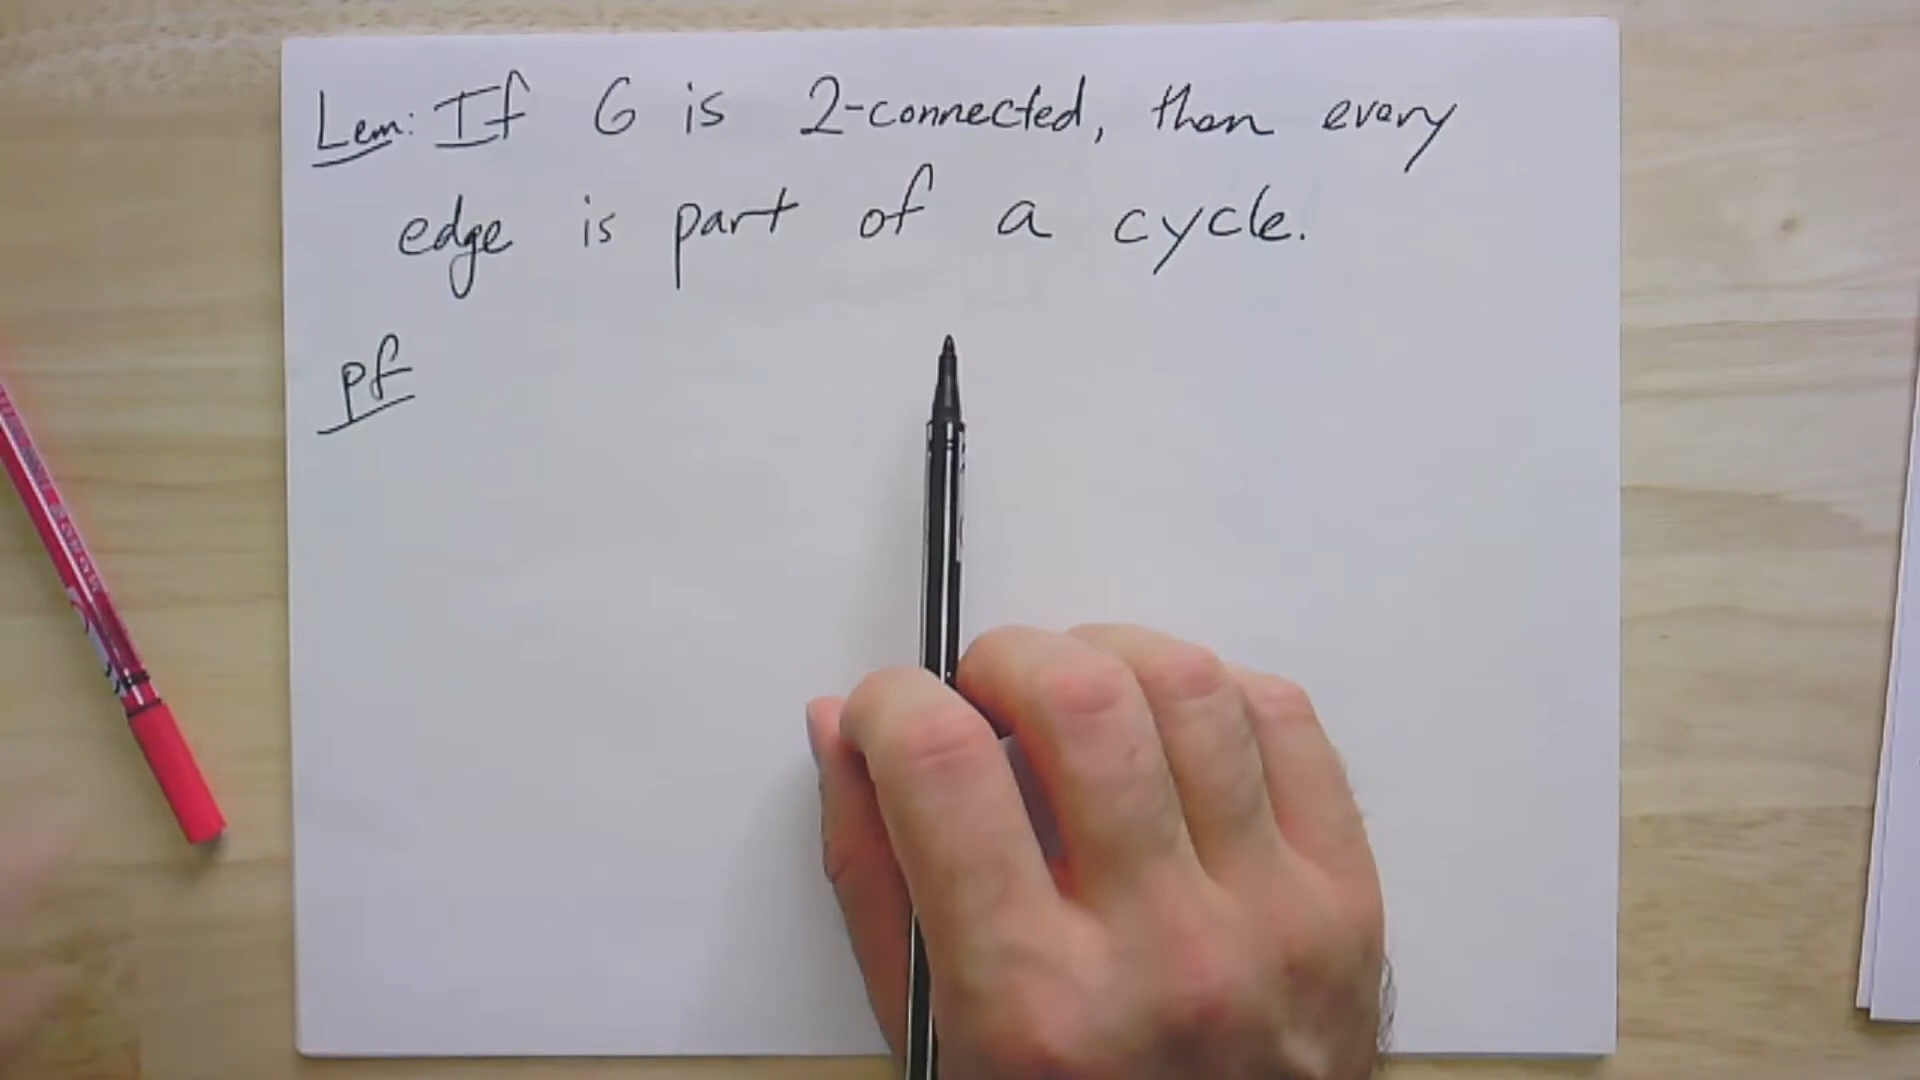 Lem: If G is 2-connected, then every
edge is part of a cycle.
pf